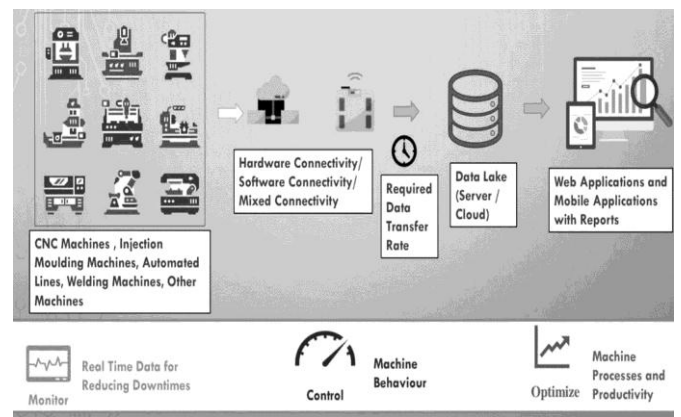 Hardware Connectivity/
Software Connectivity/
Mixed Connectivity
Required
Data
Transfer
Rate
Data Lake
(Server /
Cloud)
Web Applications and
Mobile Applications
with Reports
CNC Machines , Injection
Moulding Machines, Automated
Lines, Welding Machines, Other
Machines
Monitor
Real Time Data for
Reducing Downtimes
Control
Machine
Behaviour
Optimize
Machine
Processes and
Productivity